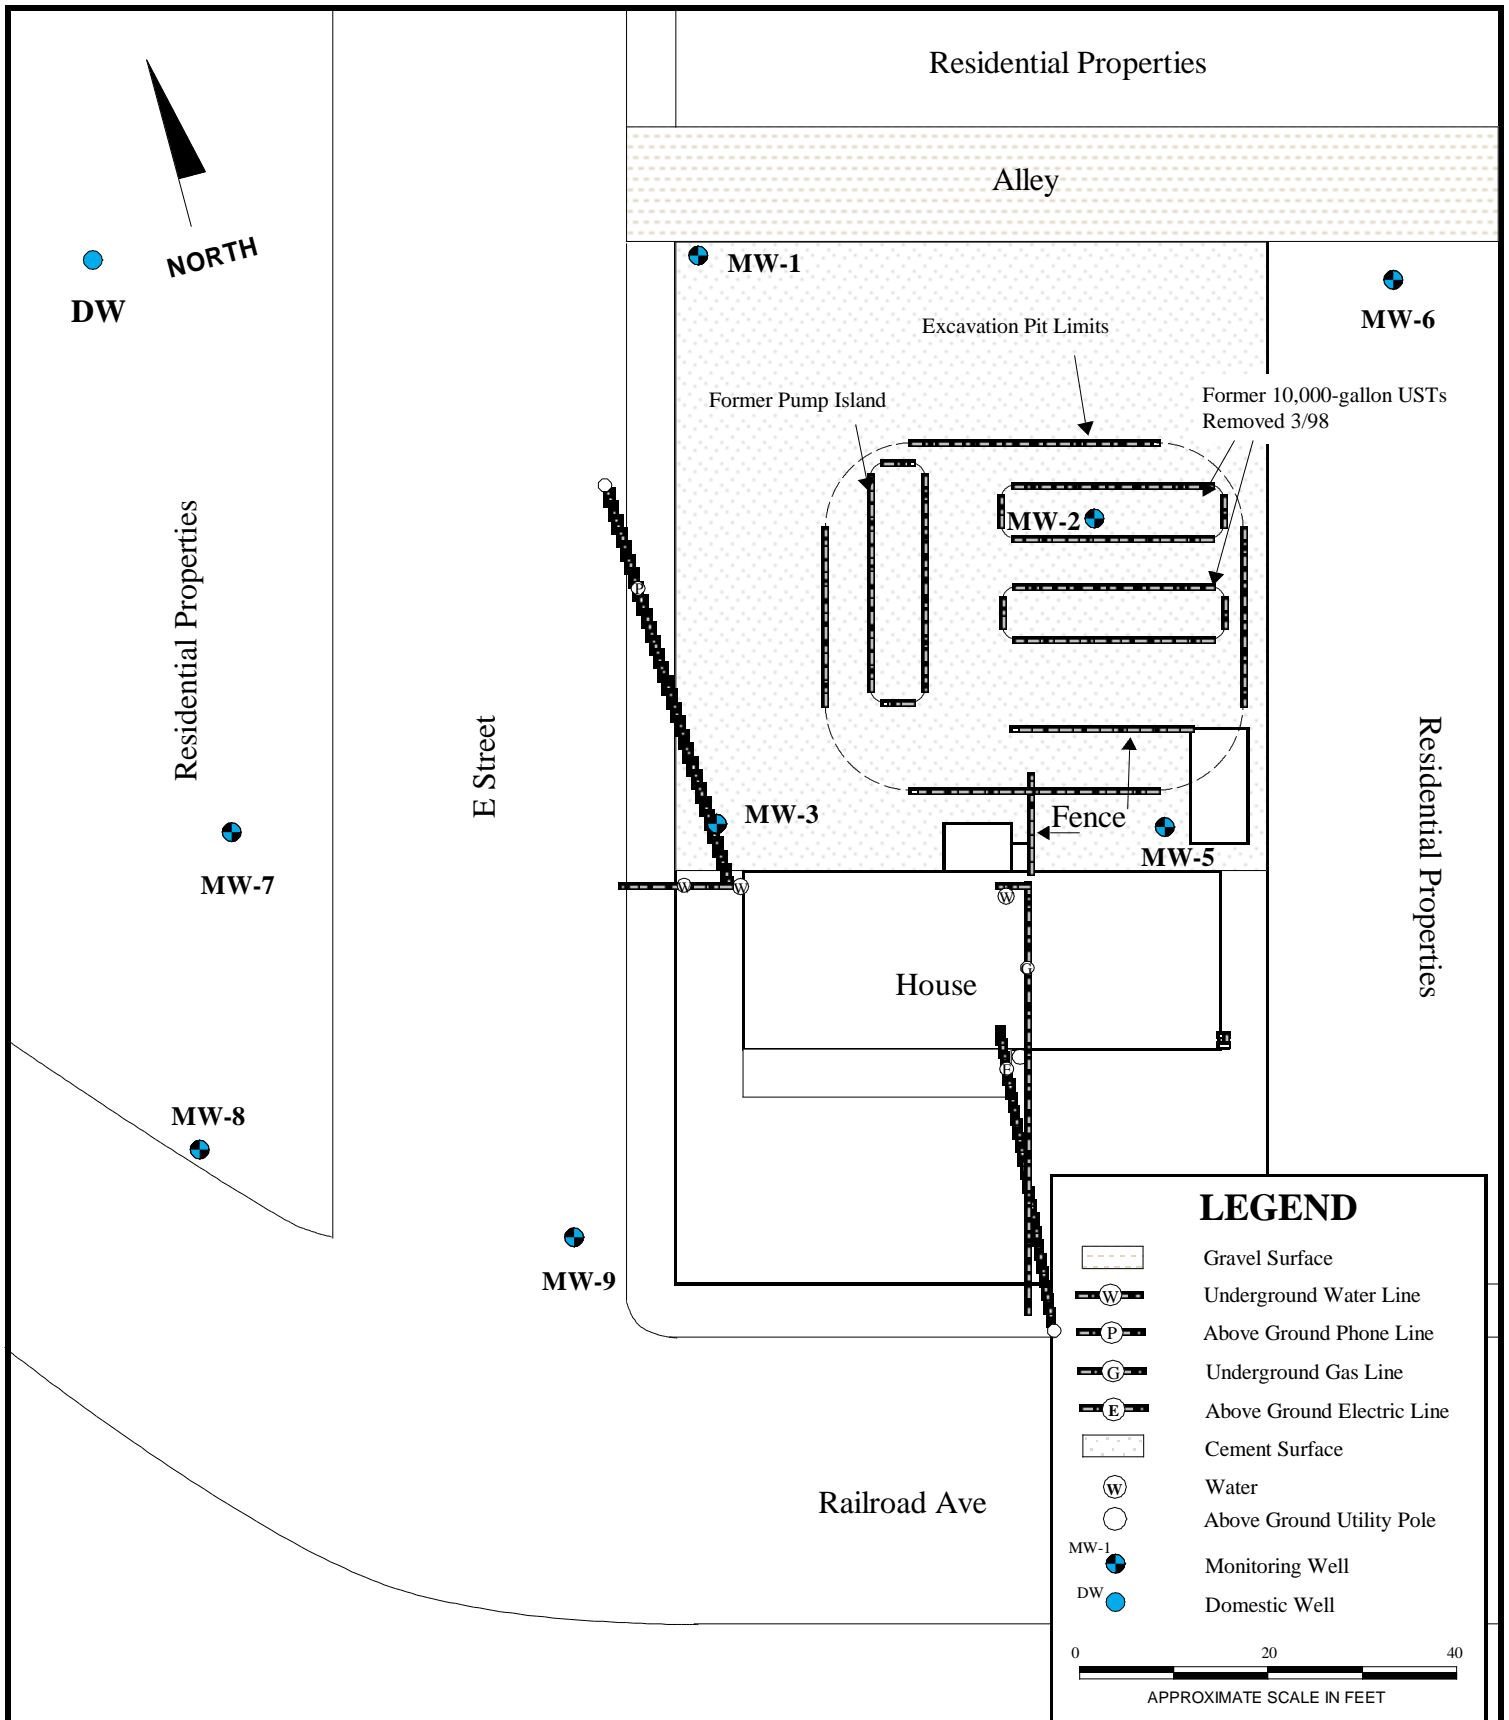 Residential Properties
Alley
NORTH
DW
MW-1
MW-6
Excavation Pit Limits
Former Pump Island
Former 10,000-gallon USTs
Removed 3/98
MW-2
P
Residential Properties
E Street
Residential Properties
MW-3
Fence
MW-5
MW-7
W
W
W
G
House
E
MW-8
MW-9
Railroad Ave
LEGEND
Gravel Surface
W Underground Water Line
P Above Ground Phone Line
G Underground Gas Line
E Above Ground Electric Line
Cement Surface
W Water
Above Ground Utility Pole
MW-1 Monitoring Well
DW Domestic Well
0 20 40
APPROXIMATE SCALE IN FEET